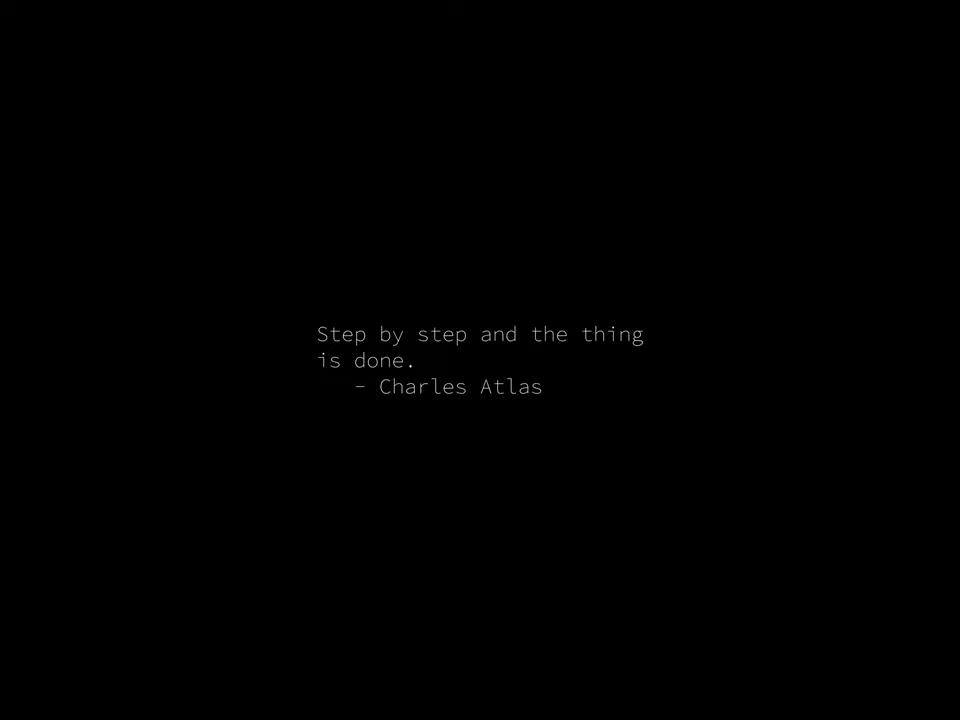 Step by step and the thing
is done.
- Charles Atlas